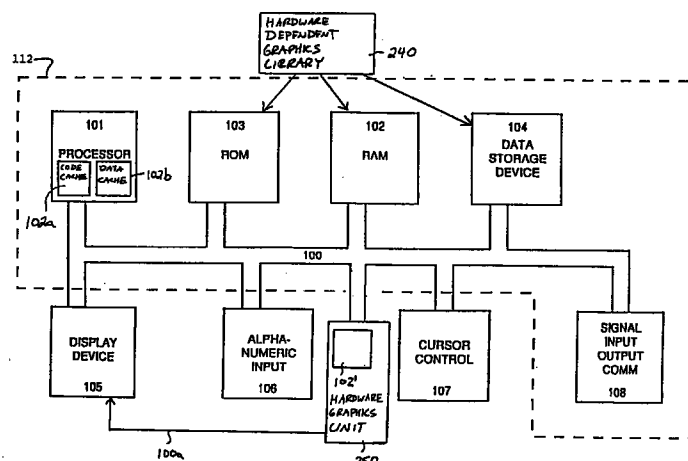 HARDWARE
DEPENDENT
GRAPHICS
LIBRARY
240
112
101
PROCESSOR
CODE
CACHE
DATA
CACHE
102b
102a
103
ROM
102
RAM
104
DATA
STORAGE
DEVICE
100
DISPLAY
DEVICE
105
ALPHA-
NUMERIC
INPUT
106
102'
HARDWARE
GRAPHICS
UNIT
250
CURSOR
CONTROL
107
SIGNAL
INPUT
OUTPUT
COMM
108
100a